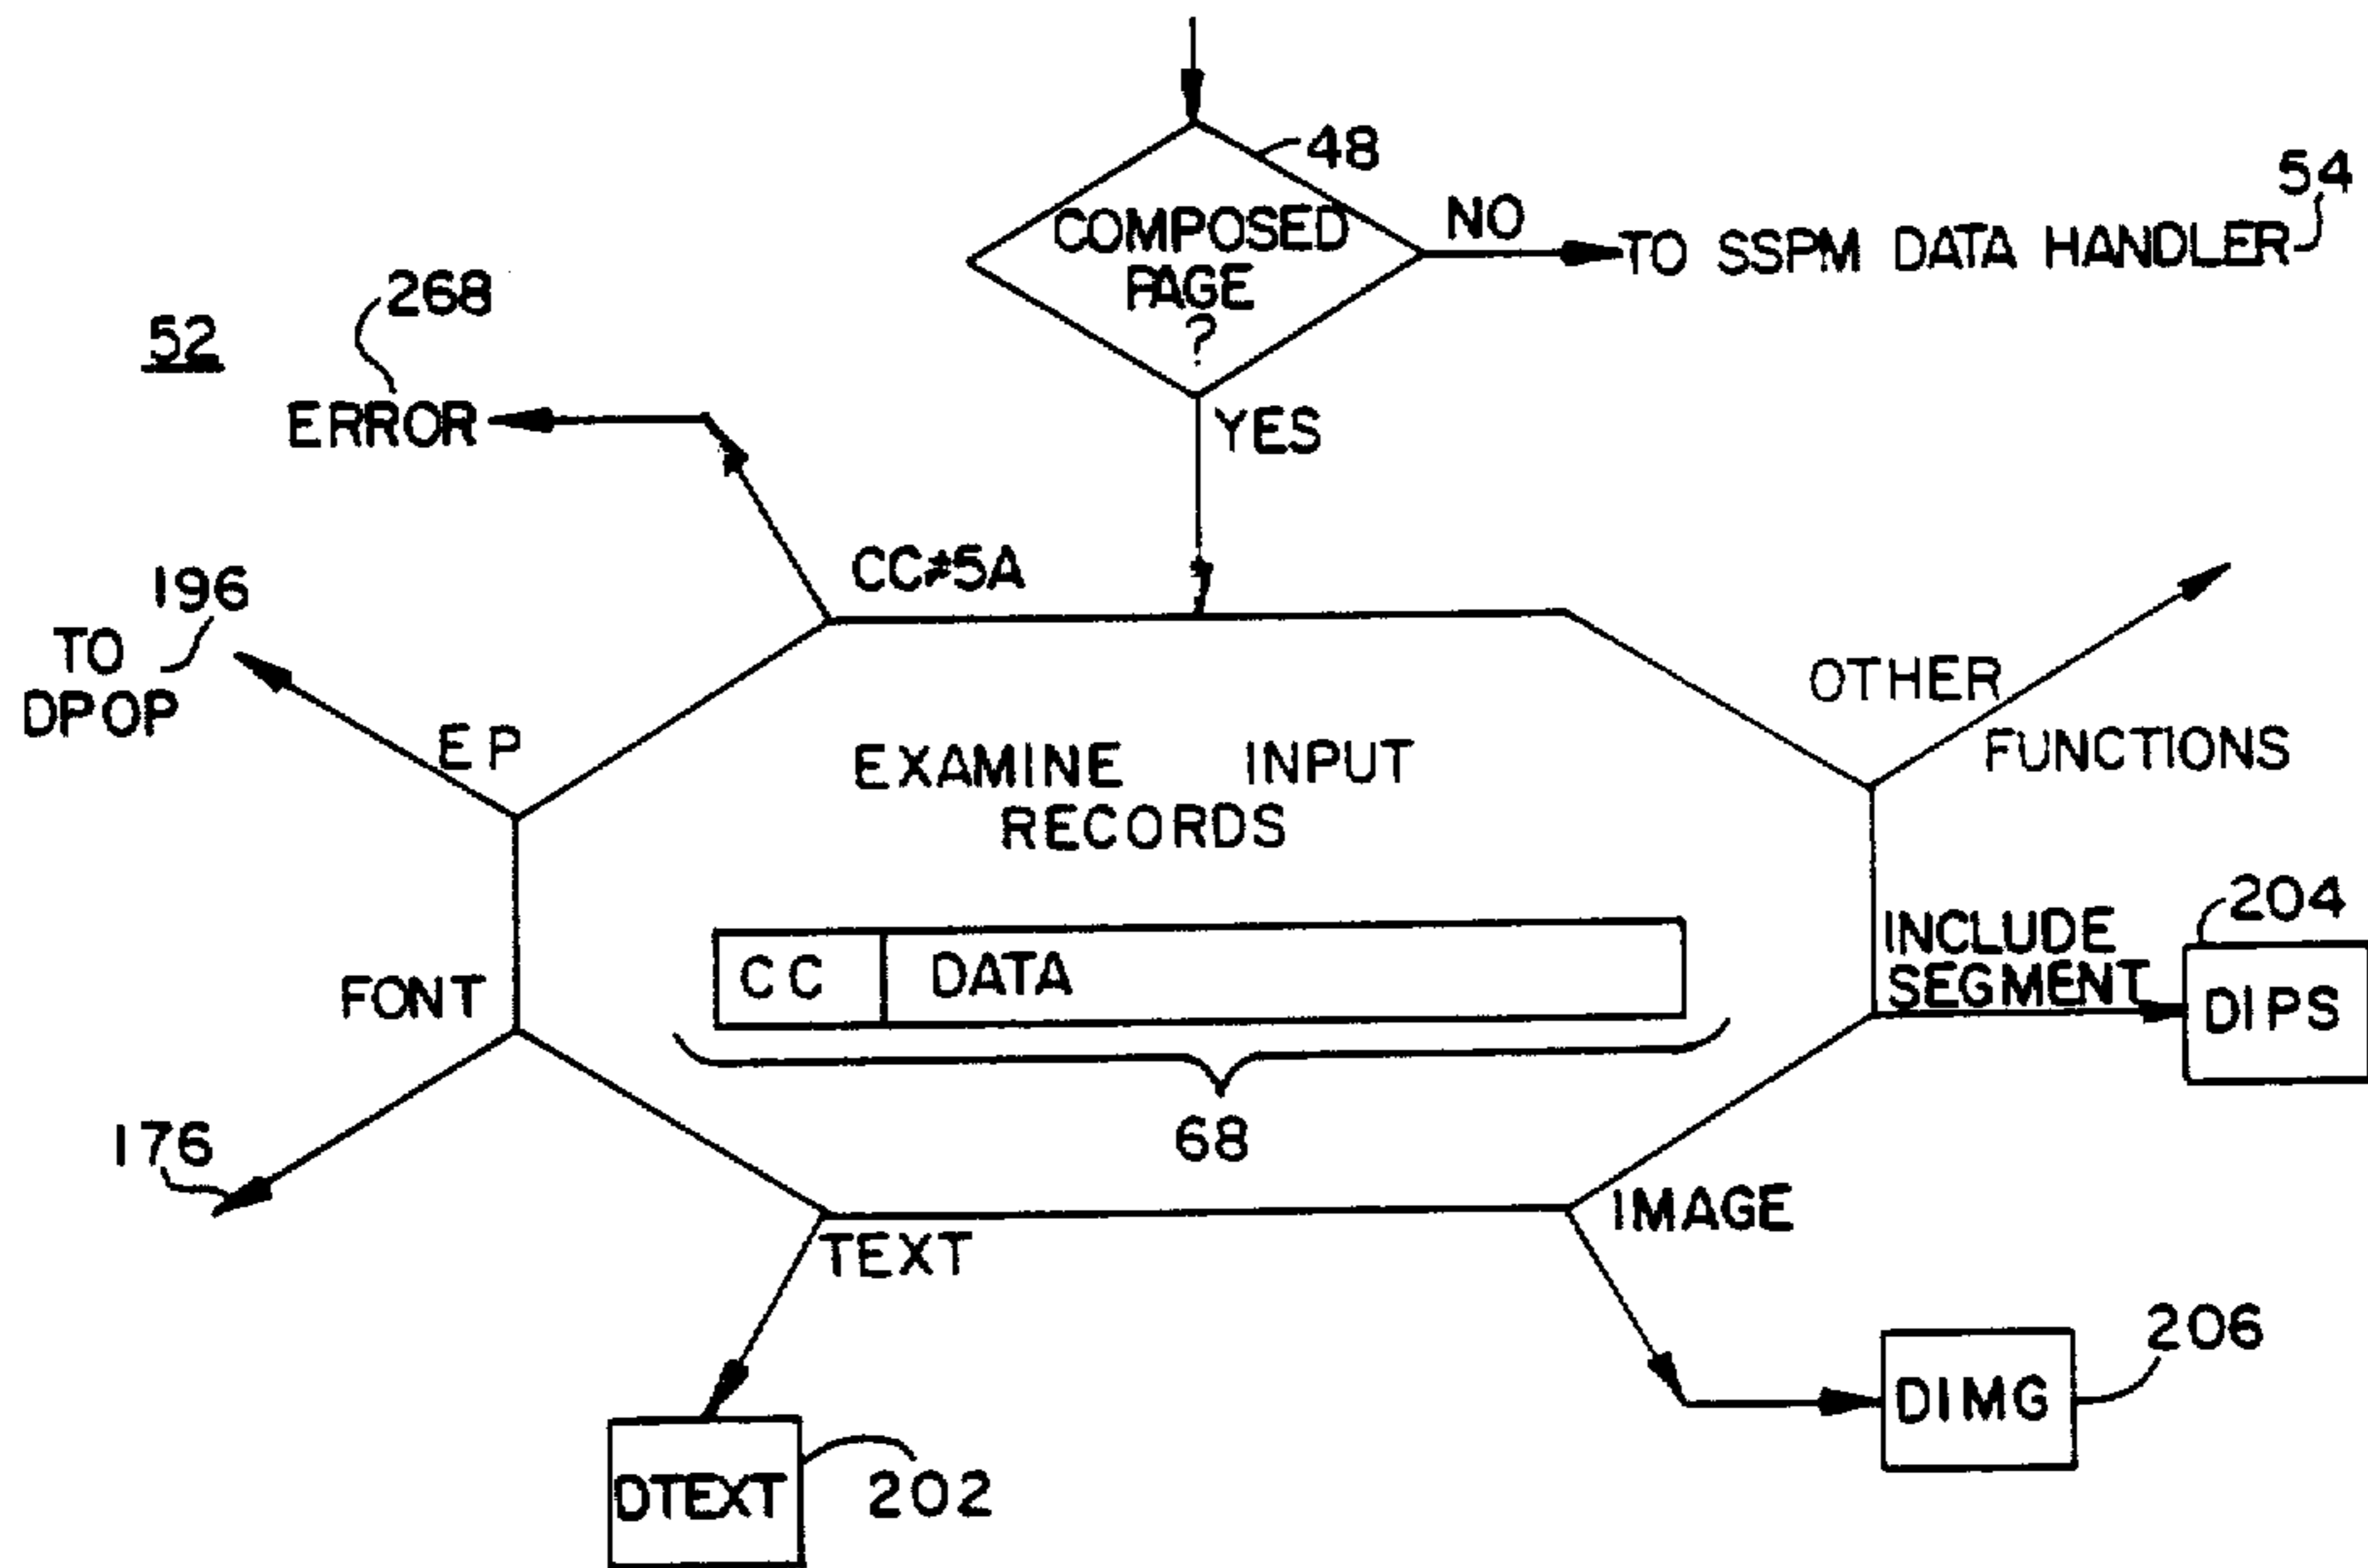 48
COMPOSED
PAGE
?
NO
TO SSPM DATA HANDLER
54
YES
52
268
ERROR
CC≠5A
196
TO
DPOP
EP
OTHER
FUNCTIONS
EXAMINE INPUT
RECORDS
CC DATA
68
FONT
176
INCLUDE
SEGMENT
204
DIPS
TEXT
IMAGE
DTEXT
202
DIMG
206